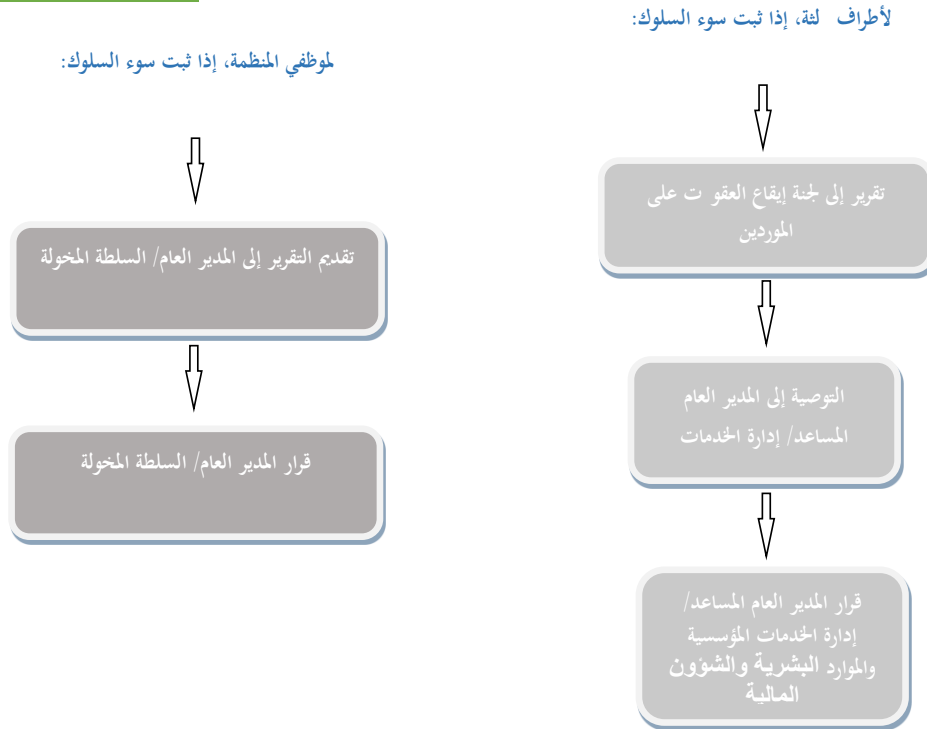 لأطراف لثة، إذا ثبت سوء السلوك:
تقرير إلى لجنة إيقاع العقو ت على
الموردين
التوصية إلى المدير العام
المساعد/ إدارة الخدمات
قرار المدير العام المساعد/
إدارة الخدمات المؤسسية
والموارد البشرية والشؤون
المالية
لموظفي المنظمة، إذا ثبت سوء السلوك:
تقديم التقرير إلى المدير العام/ السلطة المخولة
قرار المدير العام/ السلطة المخولة